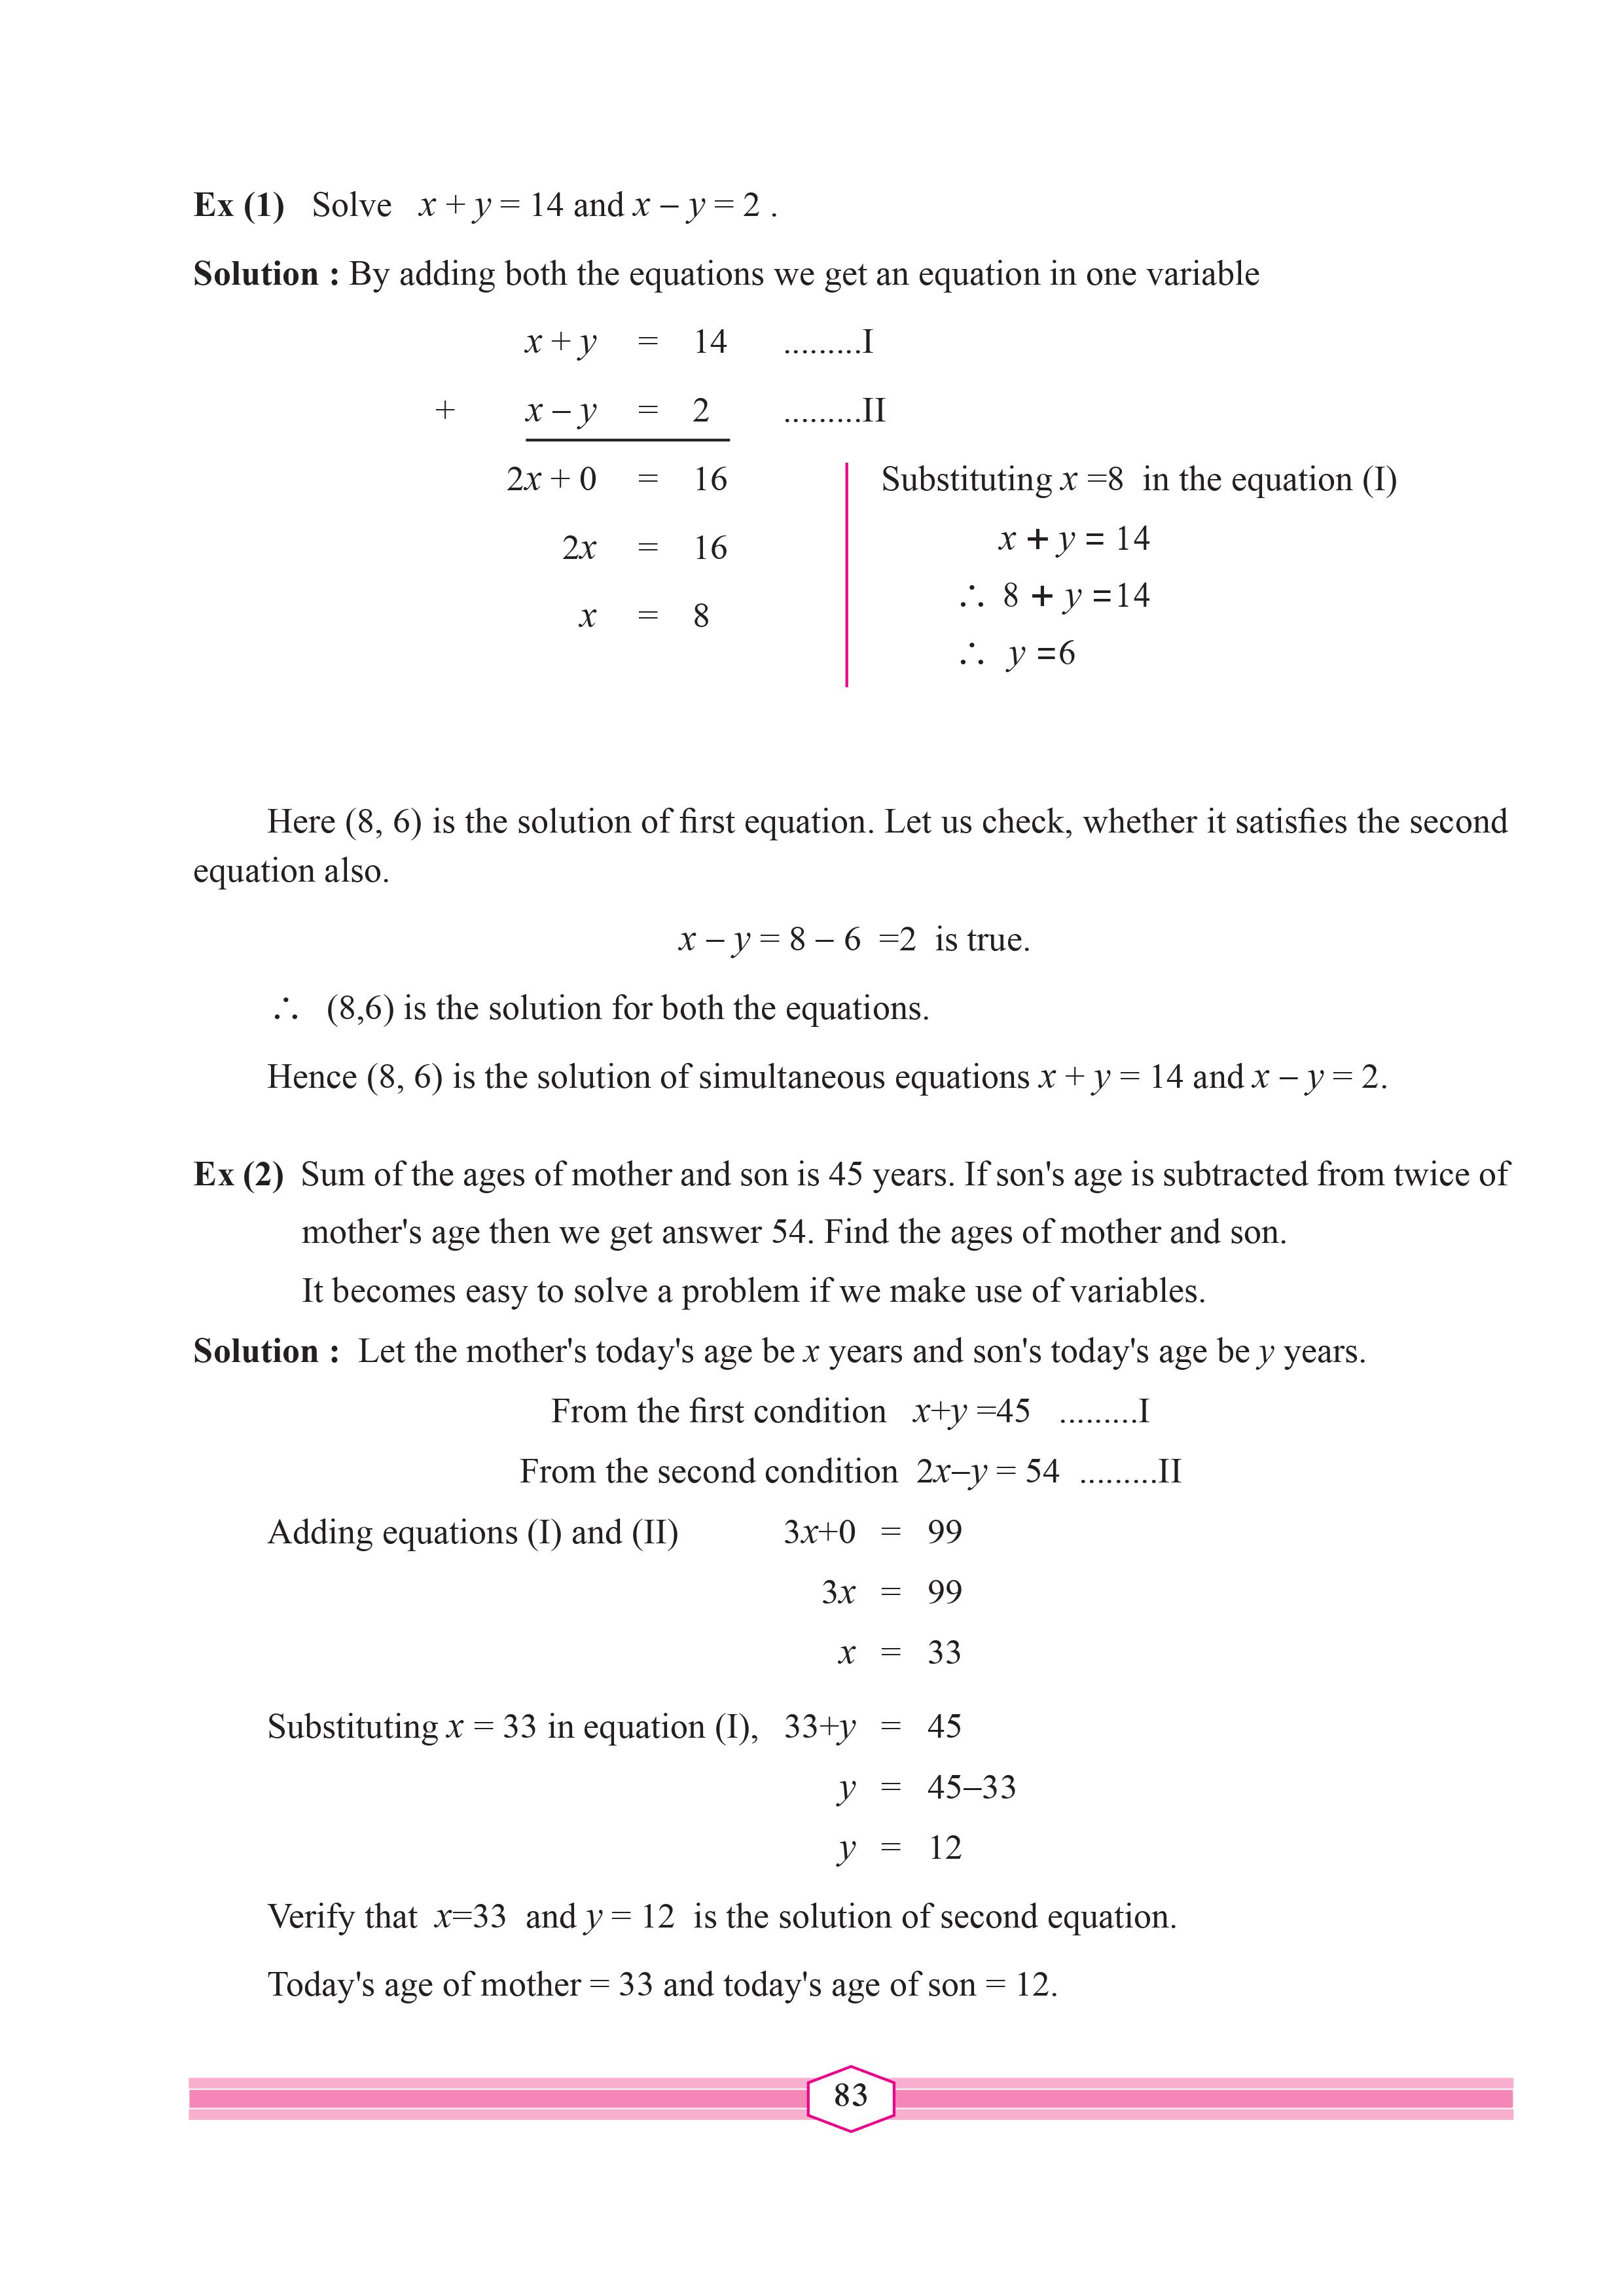 Ex (1) Solve x + y = 14 and x – y = 2 .
Solution : By adding both the equations we get an equation in one variable
x + y = 14 .........I
+ x – y = 2 .........II
2x + 0 = 16
2x = 16
x = 8
Substituting x =8 in the equation (I)
x + y = 14
∴ 8 + y =14
∴ y =6
Here (8, 6) is the solution of first equation. Let us check, whether it satisfies the second
equation also.
x – y = 8 – 6 =2 is true.
∴ (8,6) is the solution for both the equations.
Hence (8, 6) is the solution of simultaneous equations x + y = 14 and x – y = 2.
Ex (2) Sum of the ages of mother and son is 45 years. If son's age is subtracted from twice of
mother's age then we get answer 54. Find the ages of mother and son.
It becomes easy to solve a problem if we make use of variables.
Solution : Let the mother's today's age be x years and son's today's age be y years.
From the first condition x+y =45 .........I
From the second condition 2x–y = 54 .........II
Adding equations (I) and (II) 3x+0 = 99
3x = 99
x = 33
Substituting x = 33 in equation (I), 33+y = 45
y = 45–33
y = 12
Verify that x=33 and y = 12 is the solution of second equation.
Today's age of mother = 33 and today's age of son = 12.
83